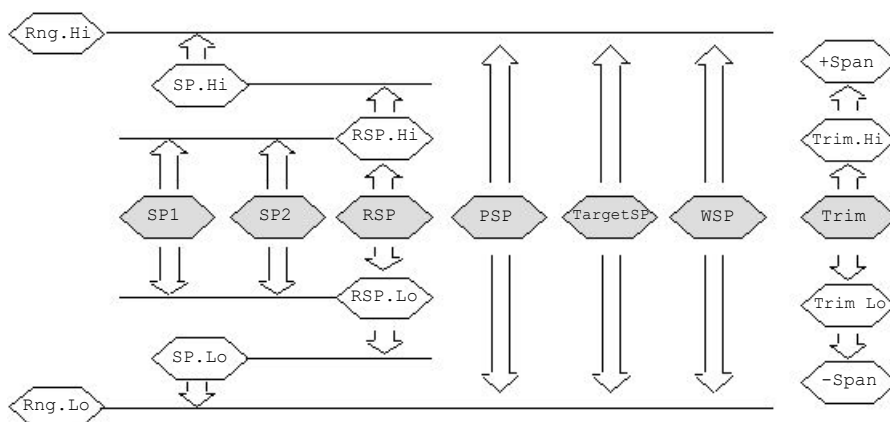 Rng.Hi
+Span
SP.Hi
RSP.Hi
Trim.Hi
SP1
SP2
RSP
PSP
TargetSP
WSP
Trim
RSP.Lo
Trim Lo
SP.Lo
-Span
Rng.Lo